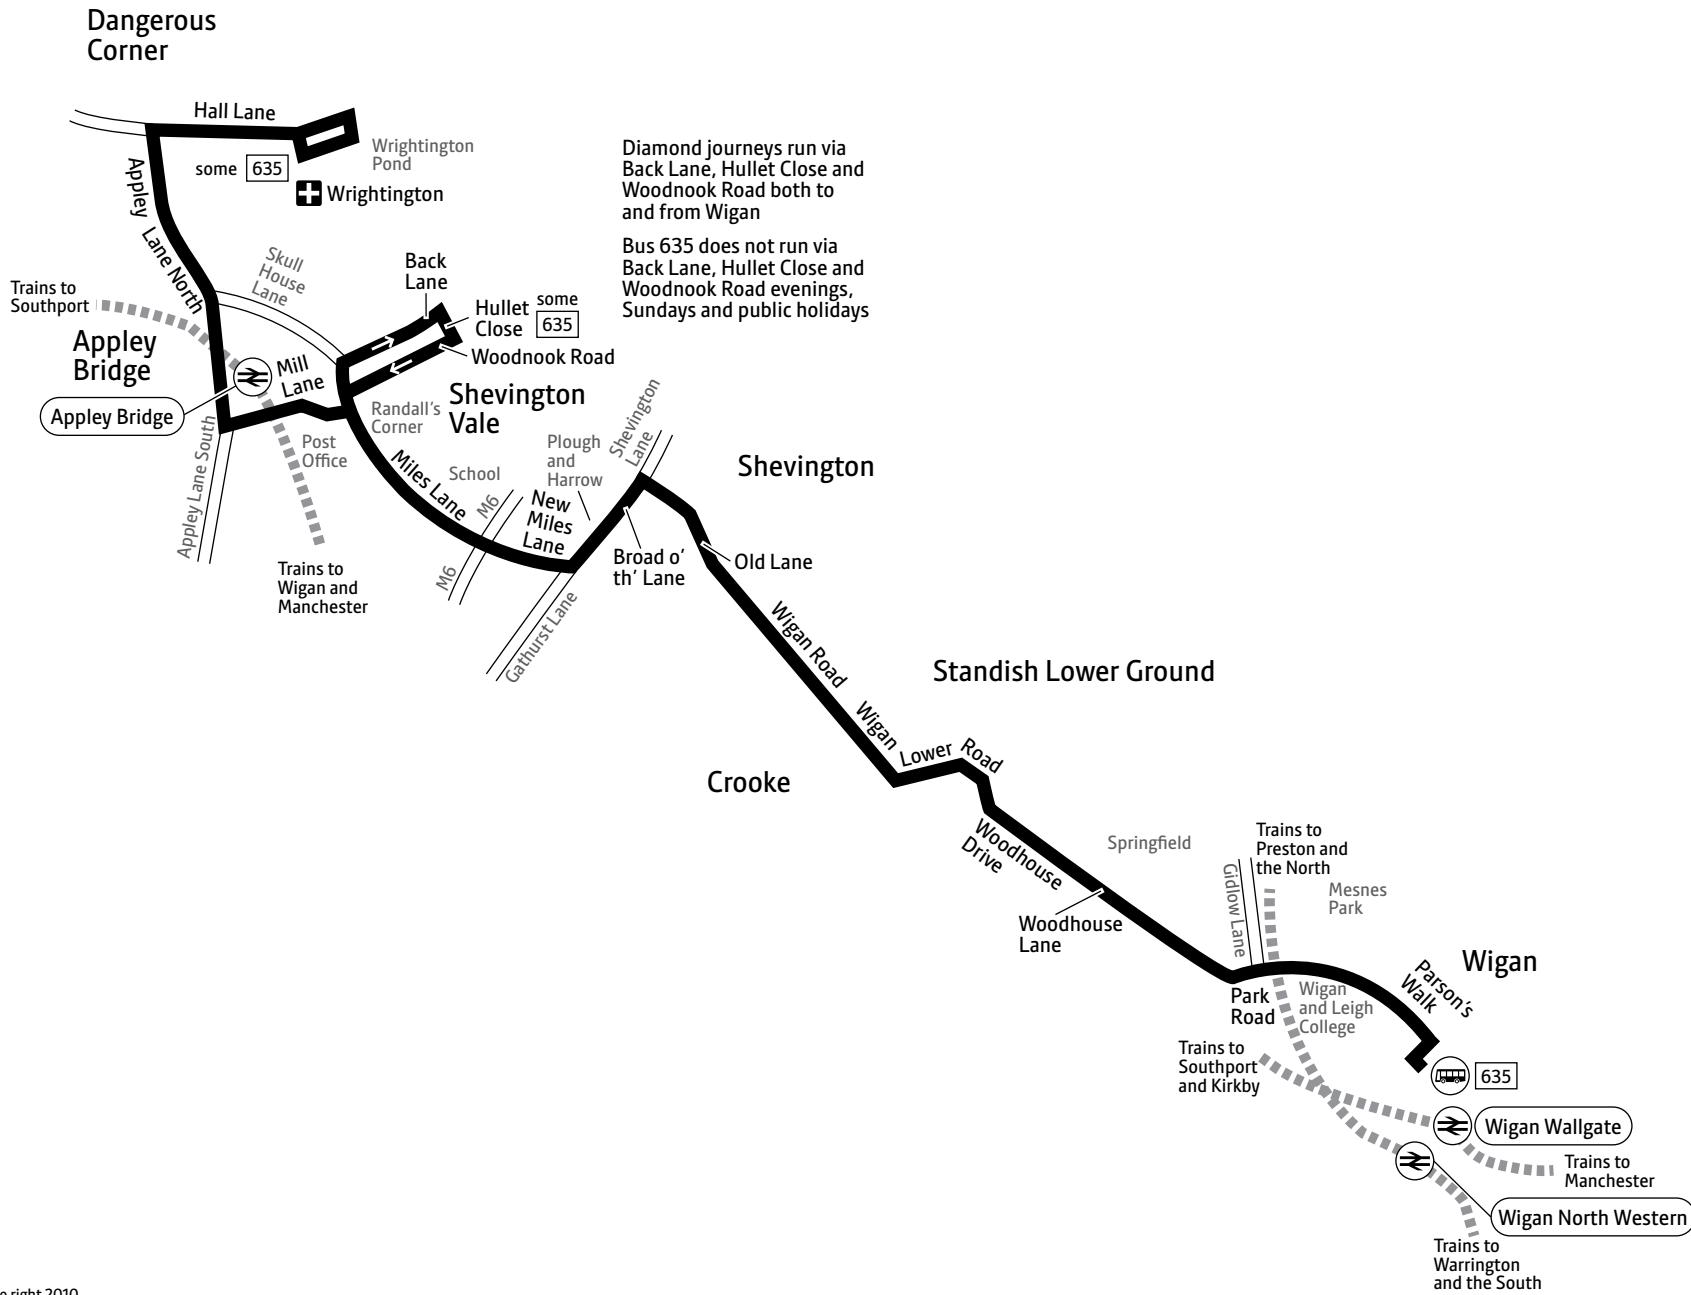 Dangerous
Corner
Hall Lane
Wrightington
Pond
some 635
Wrightington
Appley
Lane North
Diamond journeys run via
Back Lane, Hullet Close and
Woodnook Road both to
and from Wigan
Bus 635 does not run via
Back Lane, Hullet Close and
Woodnook Road evenings,
Sundays and public holidays
Skull
House
Lane
Back
Lane
Trains to
Southport
Hullet
Close
some
635
Woodnook Road
Appley
Bridge
Mill
Lane
Appley Bridge
Shevington
Vale
Randall's
Corner
Post
Office
Appley Lane South
Miles Lane
School
M6
M6
Plough
and
Harrow
Shevington
Lane
New
Miles
Lane
Shevington
Broad o'
th' Lane
Old Lane
Trains to
Wigan and
Manchester
Gathurst Lane
Wigan Road
Standish Lower Ground
Wigan
Lower
Road
Crooke
Woodhouse
Drive
Springfield
Trains to
Preston and
the North
Gidlow Lane
Mesnes
Park
Woodhouse
Lane
Wigan
Parson's
Walk
Park
Road
Wigan
and Leigh
College
Trains to
Southport
and Kirkby
635
Wigan Wallgate
Trains to
Manchester
Wigan North Western
Trains to
Warrington
and the South
right 2010